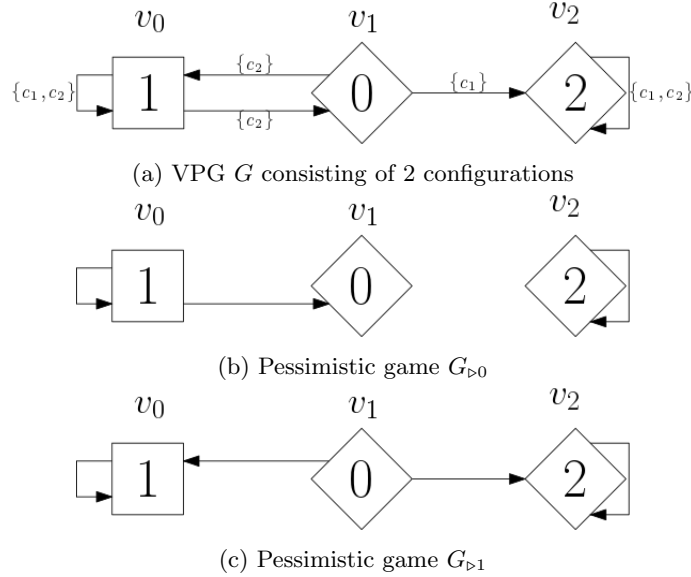 v₀ v₁ v₂
{c₂}
{c₁, c₂} 1 0 {c₁} 2 {c₁, c₂}
{c₂}
(a) VPG G consisting of 2 configurations
v₀ v₁ v₂
1 0 2
(b) Pessimistic game G▹₀
v₀ v₁ v₂
1 0 2
(c) Pessimistic game G▹₁